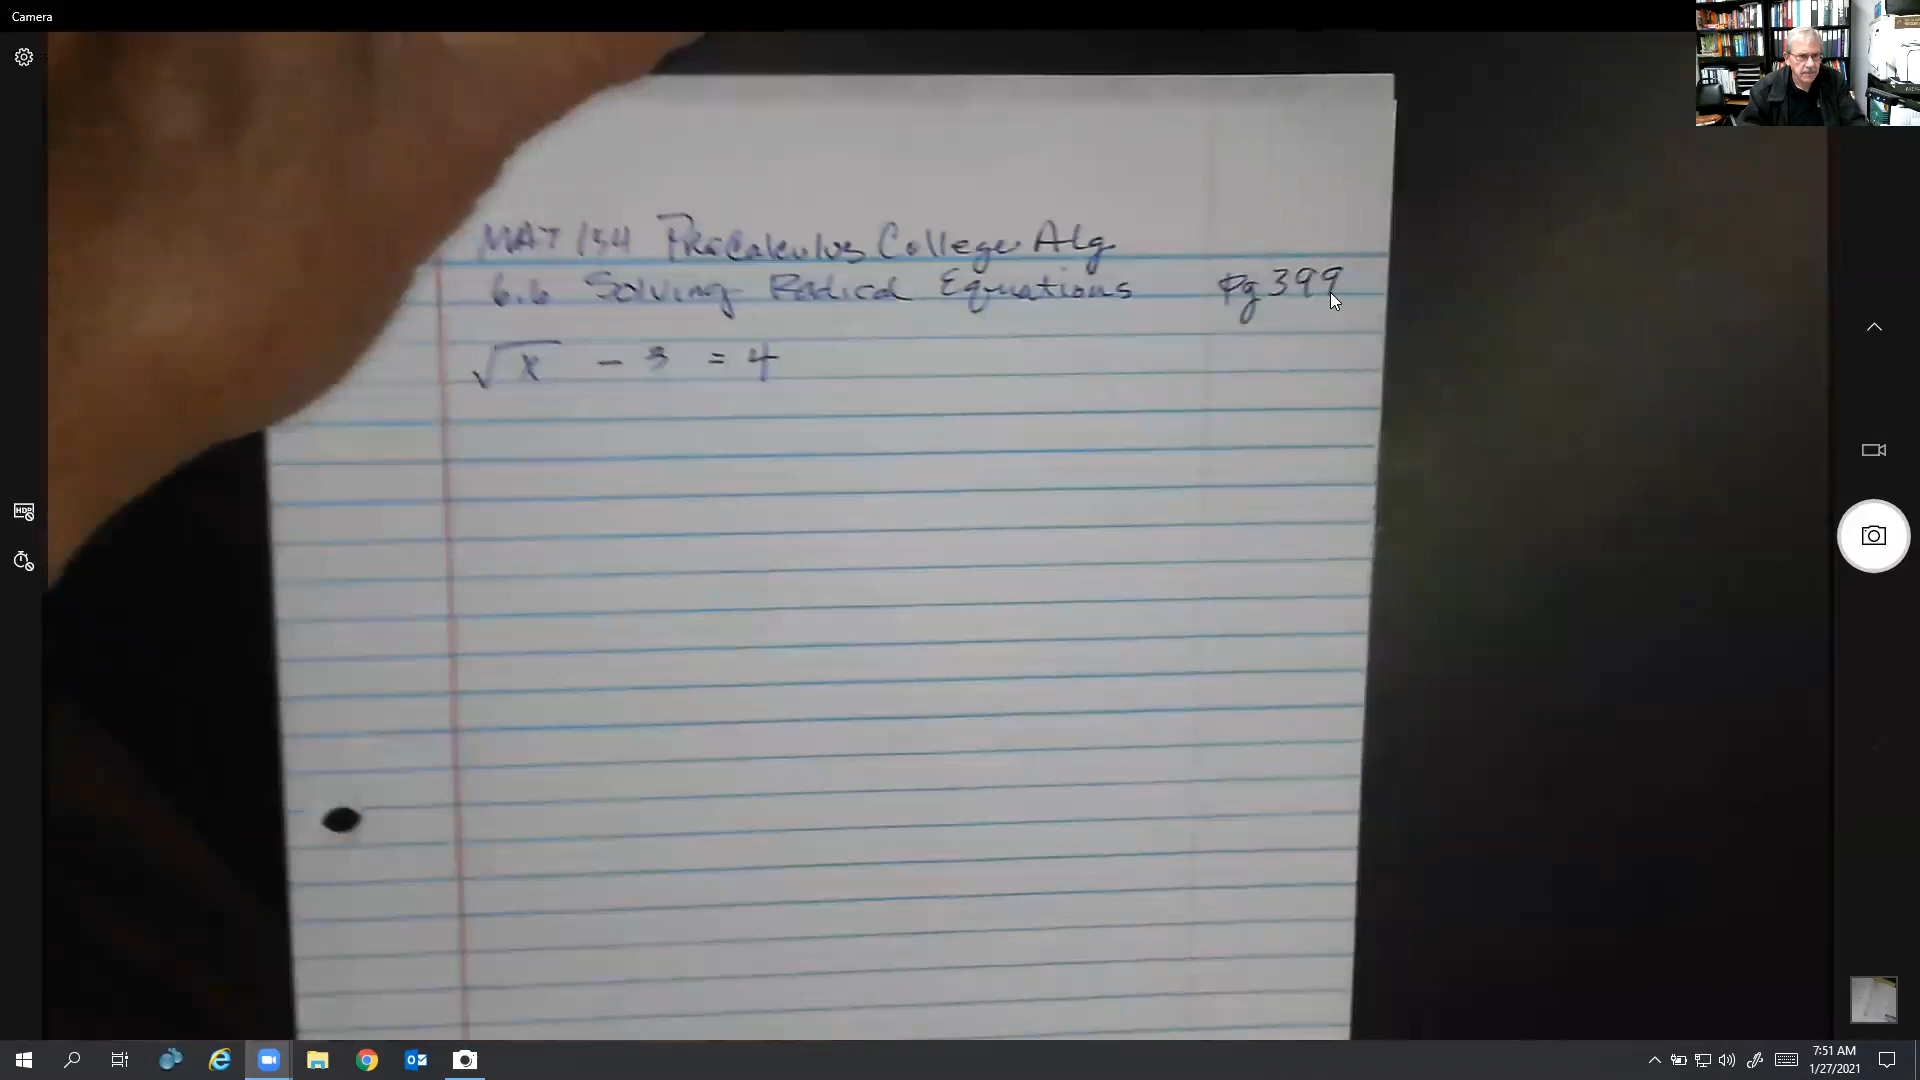 Camera
MAT 154 Precalculus College Alg
6.6 Solving Radical Equations Pg 399
√x - 3 = 4
HDR
7:51 AM
1/27/2021